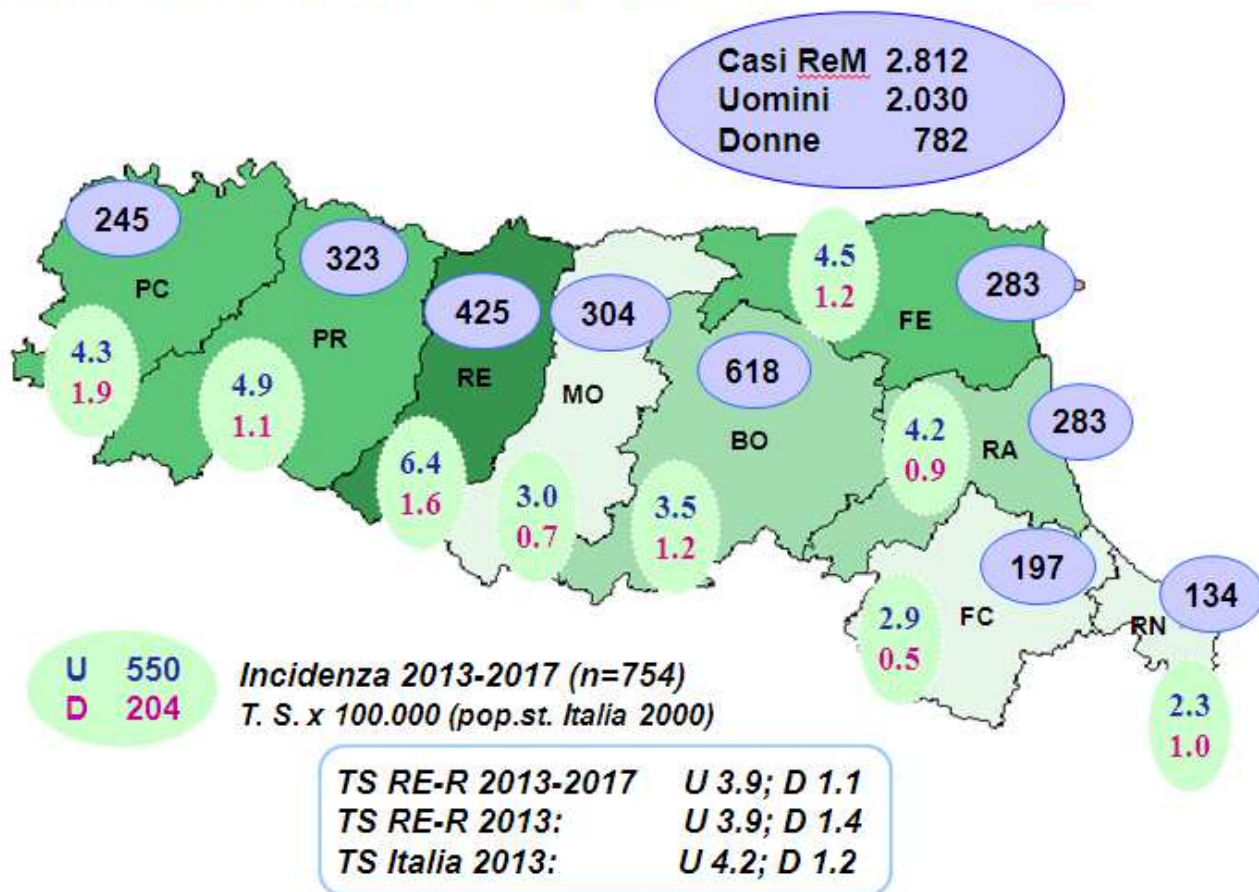 Casi ReM 2.812
Uomini 2.030
Donne 782
245
PC
4.3
1.9
323
PR
4.9
1.1
425
RE
6.4
1.6
304
MO
3.0
0.7
618
BO
3.5
1.2
4.5
1.2
283
FE
4.2
0.9
RA
283
197
FC
2.9
0.5
134
RN
2.3
1.0
U 550
D 204
Incidenza 2013-2017 (n=754)
T. S. x 100.000 (pop.st. Italia 2000)
TS RE-R 2013-2017 U 3.9; D 1.1
TS RE-R 2013: U 3.9; D 1.4
TS Italia 2013: U 4.2; D 1.2